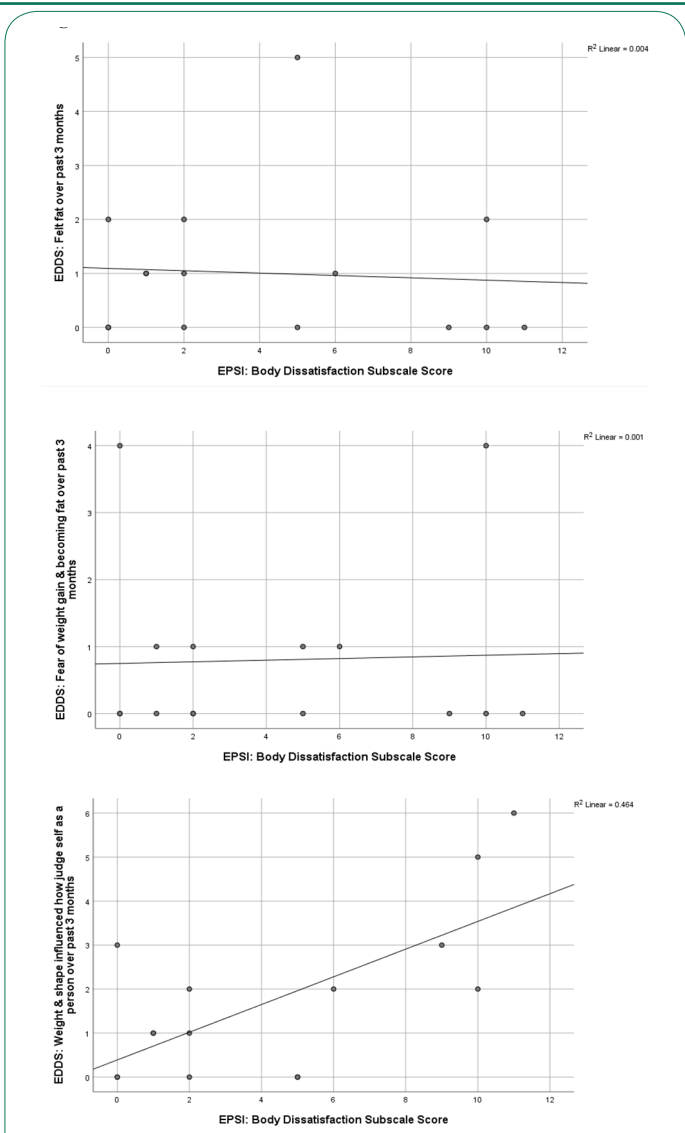 R2 Linear = 0.004
EDDS: Felt fat over past 3 months
5
4
3
2
1
0
0 2 4 6 8 10 12
EPSI: Body Dissatisfaction Subscale Score
R2 Linear = 0.001
EDDS: Fear of weight gain & becoming fat over past 3
months
4
3
2
1
0
0 2 4 6 8 10 12
EPSI: Body Dissatisfaction Subscale Score
R2 Linear = 0.464
EDDS: Weight & shape influenced how judge self as a
person over past 3 months
6
5
4
3
2
1
0
0 2 4 6 8 10 12
EPSI: Body Dissatisfaction Subscale Score